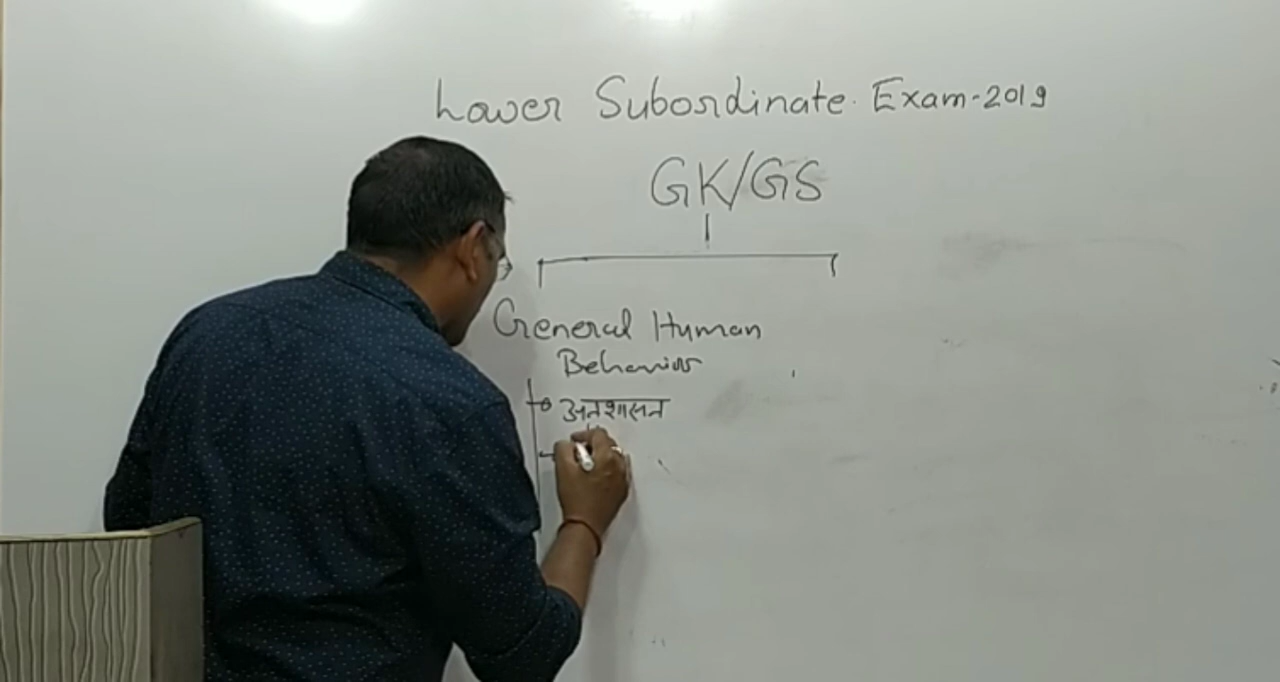 Lower Subordinate. Exam-2019
GK/GS
General Human
Behavior
अनुशासन